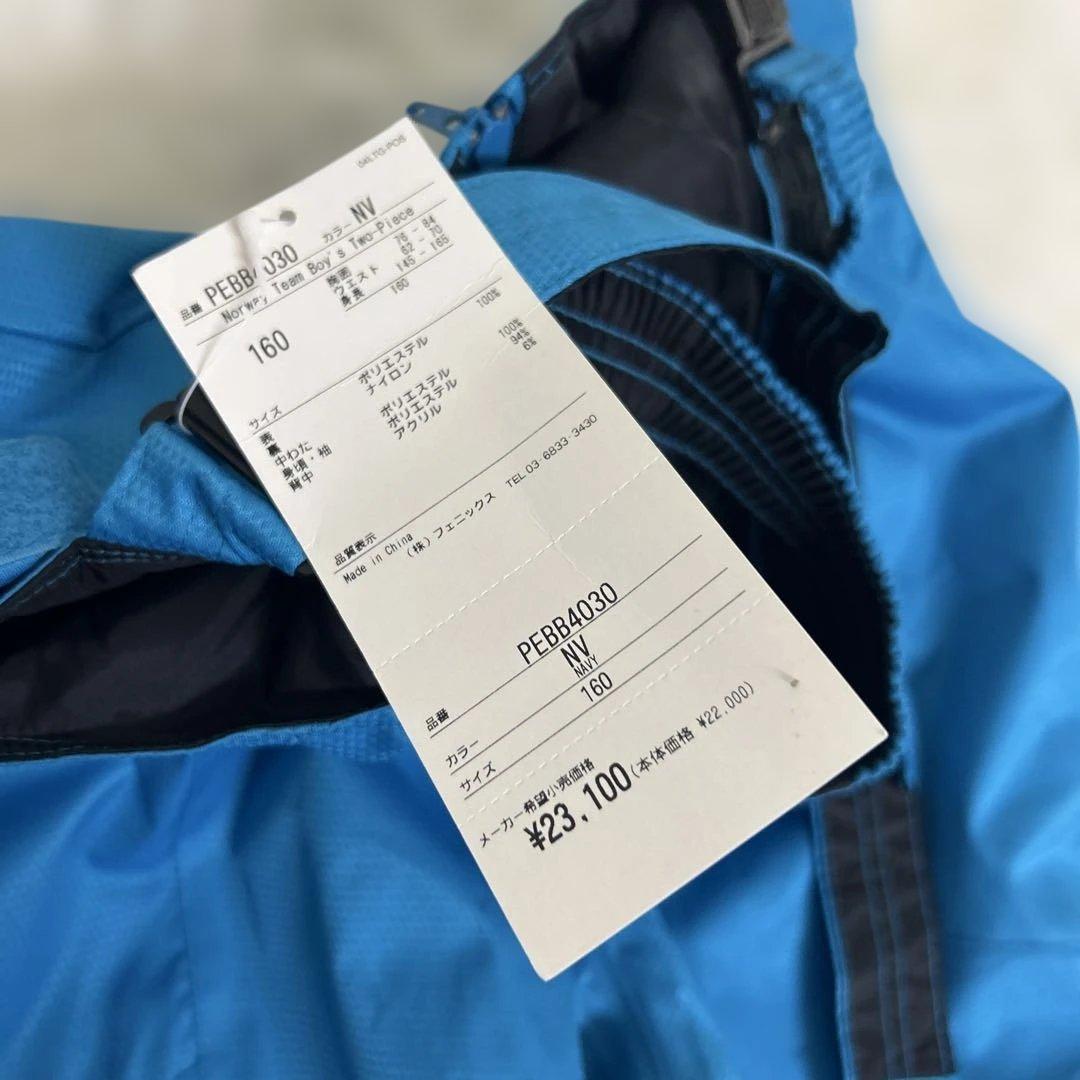 04LTG-POS
品番 PEBB4030 カラー NV
Norway Team Boy's Two-Piece
サイズ 160
胸囲 76 - 84
ウエスト 62 - 70
身長 145 - 165
160
表 ポリエステル 100%
裏 ナイロン 100%
中わた
身頃・袖 ポリエステル 100%
背中 ポリエステル 94%
アクリル 6%
品質表示
Made in China
(株)フェニックス TEL 03-6833-3430
品番 PEBB4030
カラー NV
NAVY
サイズ 160
メーカー希望小売価格
¥23,100(本体価格 ¥22,000)